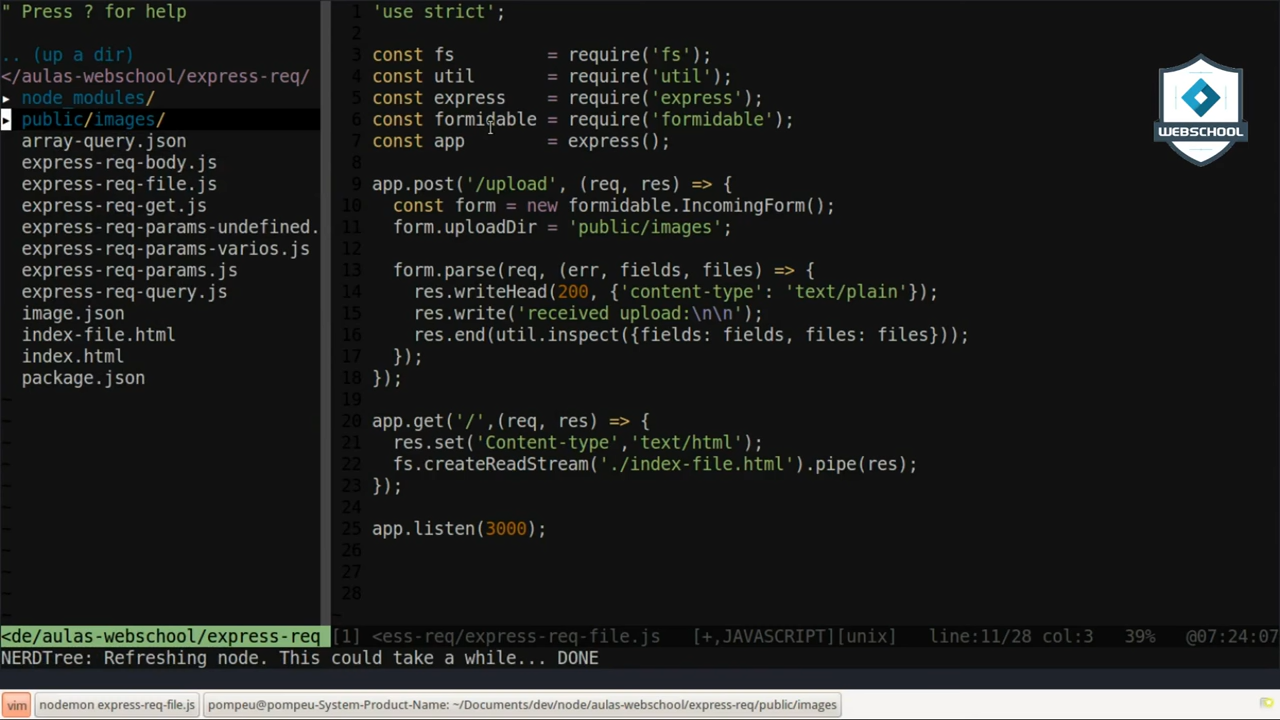 " Press ? for help
.. (up a dir)
</aulas-webschool/express-req/
▸ node_modules/
▸ public/images/
array-query.json
express-req-body.js
express-req-file.js
express-req-get.js
express-req-params-undefined.
express-req-params-varios.js
express-req-params.js
express-req-query.js
image.json
index-file.html
index.html
package.json
~
~
~
~
~
~
~
~
~
~
~
<de/aulas-webschool/express-req
1 'use strict';
2
3 const fs         = require('fs');
4 const util       = require('util');
5 const express    = require('express');
6 const formidable = require('formidable');
7 const app        = express();
8
9 app.post('/upload', (req, res) => {
10   const form = new formidable.IncomingForm();
11   form.uploadDir = 'public/images';
12
13   form.parse(req, (err, fields, files) => {
14     res.writeHead(200, {'content-type': 'text/plain'});
15     res.write('received upload:\n\n');
16     res.end(util.inspect({fields: fields, files: files}));
17   });
18 });
19
20 app.get('/',(req, res) => {
21   res.set('Content-type','text/html');
22   fs.createReadStream('./index-file.html').pipe(res);
23 });
24
25 app.listen(3000);
26
27
28
~
[1] <ess-req/express-req-file.js   [+,JAVASCRIPT][unix]   line:11/28 col:3   39%   @07:24:07
WEBSCHOOL
NERDTree: Refreshing node. This could take a while... DONE
vim
nodemon express-req-file.js
pompeu@pompeu-System-Product-Name: ~/Documents/dev/node/aulas-webschool/express-req/public/images